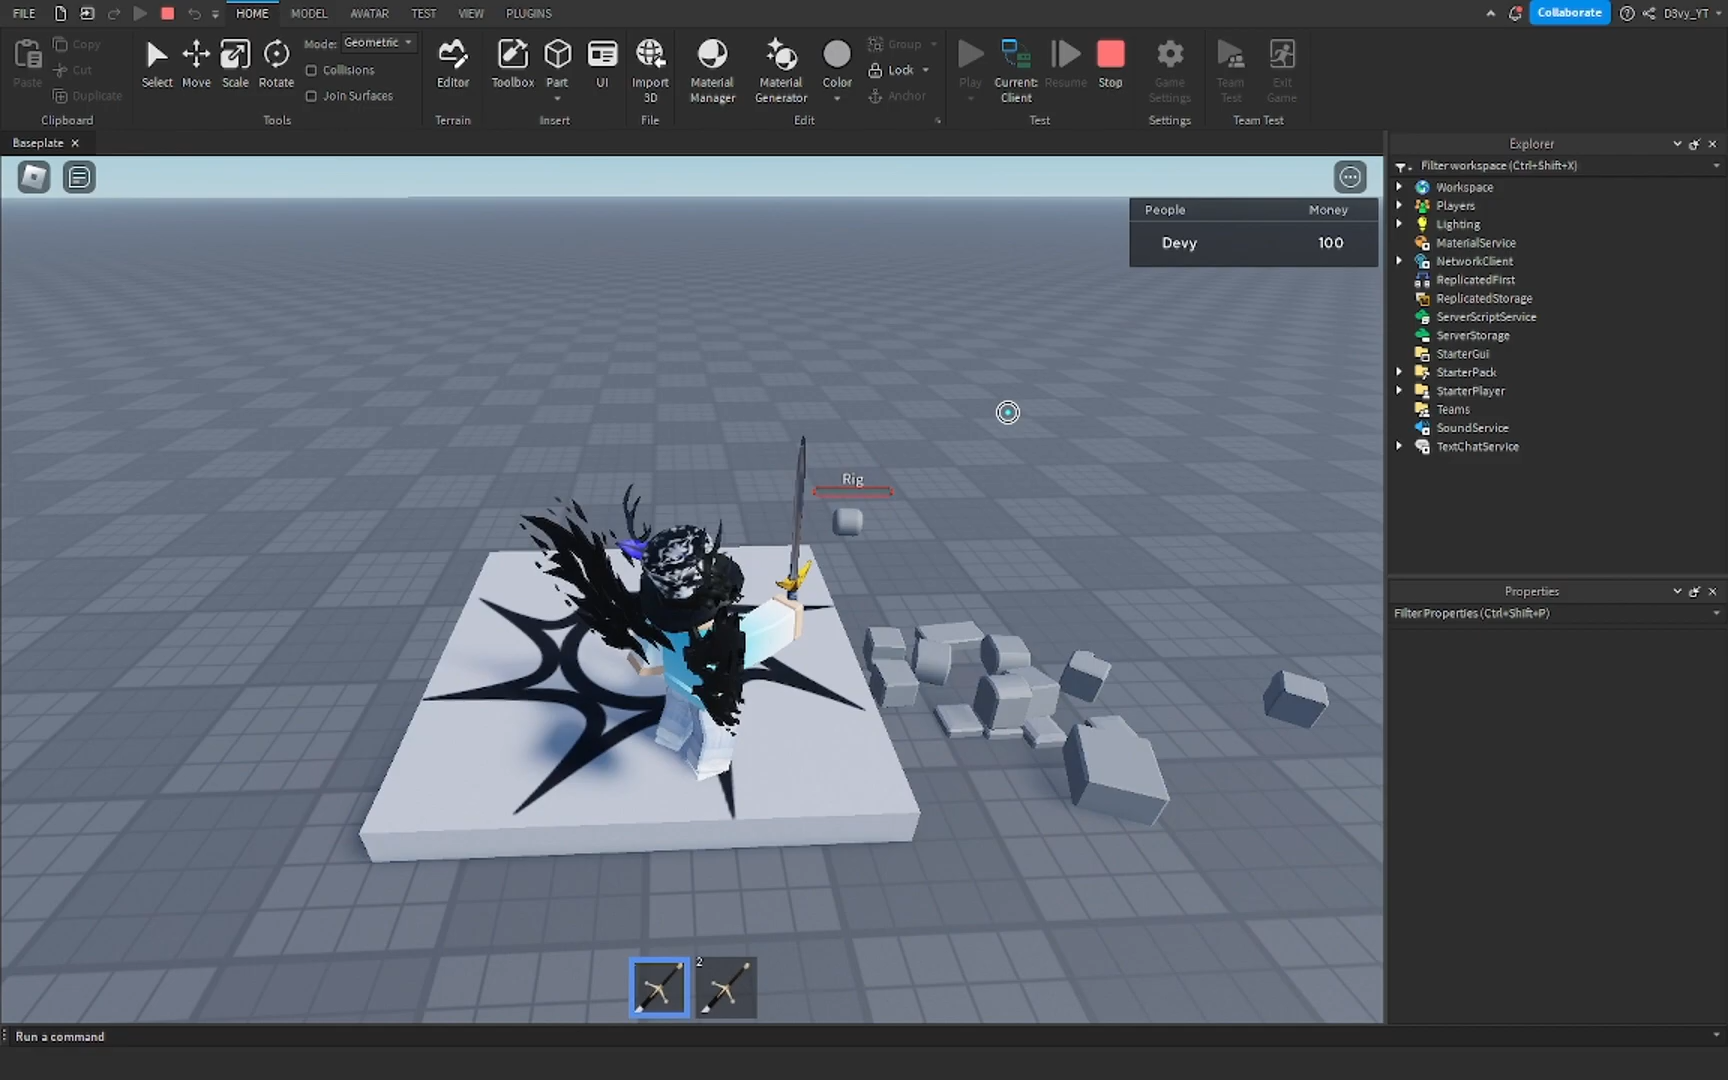 FILE HOME MODEL AVATAR TEST VIEW PLUGINS Collaborate D3vy_YT
Paste Copy Cut Duplicate
Clipboard
Select Move Scale Rotate
Mode: Geometric
Collisions
Join Surfaces
Tools
Editor
Terrain
Toolbox Part UI
Insert
Import 3D
File
Material Manager
Material Generator
Color
Group
Lock
Anchor
Edit
Play Current: Client Resume Stop
Test
Game Settings
Settings
Team Test
Exit Game
Team Test
Baseplate
People Money
Devy 100
Rig
2
Explorer
Filter workspace (Ctrl+Shift+X)
Workspace
Players
Lighting
MaterialService
NetworkClient
ReplicatedFirst
ReplicatedStorage
ServerScriptService
ServerStorage
StarterGui
StarterPack
StarterPlayer
Teams
SoundService
TextChatService
Properties
Filter Properties (Ctrl+Shift+P)
Run a command